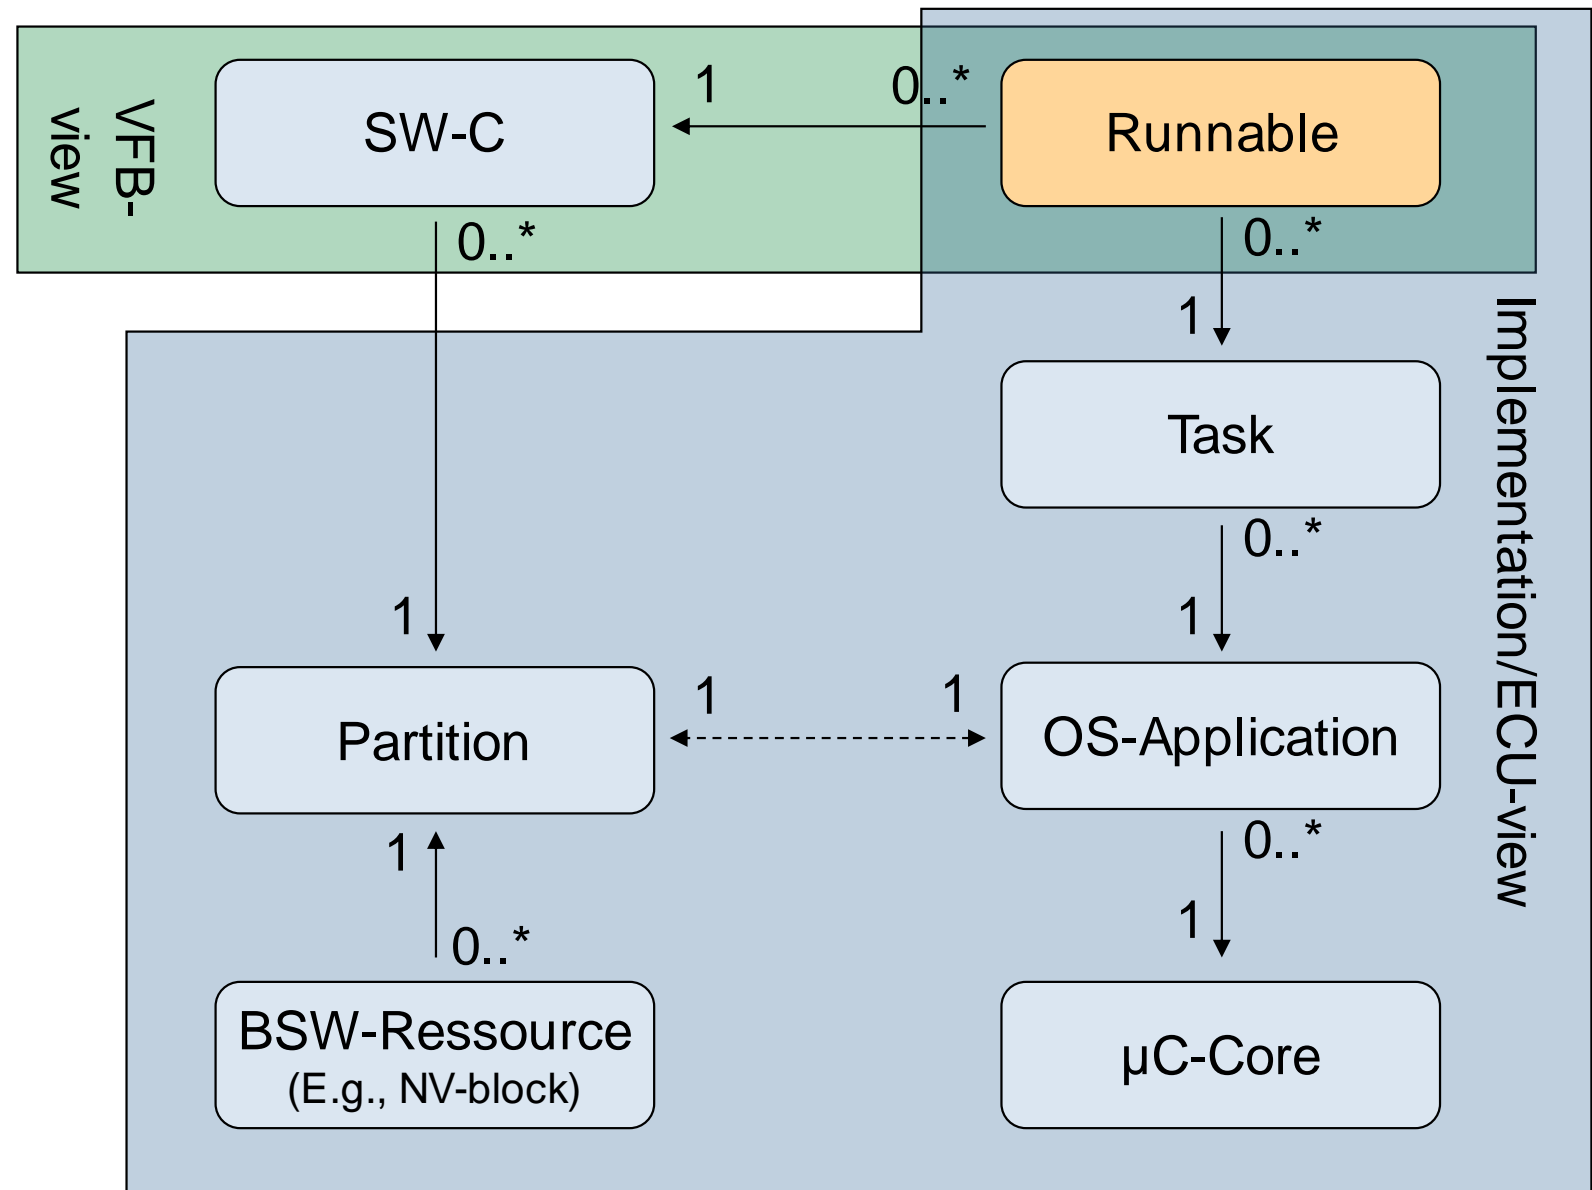 VFB-
view
SW-C
1
0..*
Runnable
0..*
0..*
1
Task
0..*
1
1
Partition
1
1
OS-Application
1
0..*
0..*
1
BSW-Ressource
(E.g., NV-block)
µC-Core
Implementation/ECU-view